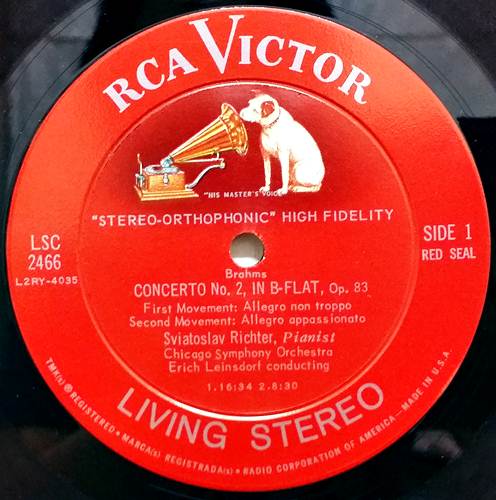 RCA VICTOR
"HIS MASTER'S VOICE"
"STEREO-ORTHOPHONIC" HIGH FIDELITY
LSC
2466
L2RY-4035
SIDE 1
RED SEAL
Brahms
CONCERTO No. 2, IN B-FLAT, Op. 83
First Movement: Allegro non troppo
Second Movement: Allegro appassionato
Sviatoslav Richter, Pianist
Chicago Symphony Orchestra
Erich Leinsdorf conducting
1.16:34 2.8:30
LIVING STEREO
TMK(s) ® REGISTERED • MARCA(s) REGISTRADA(s) • RADIO CORPORATION OF AMERICA—MADE IN U.S.A.